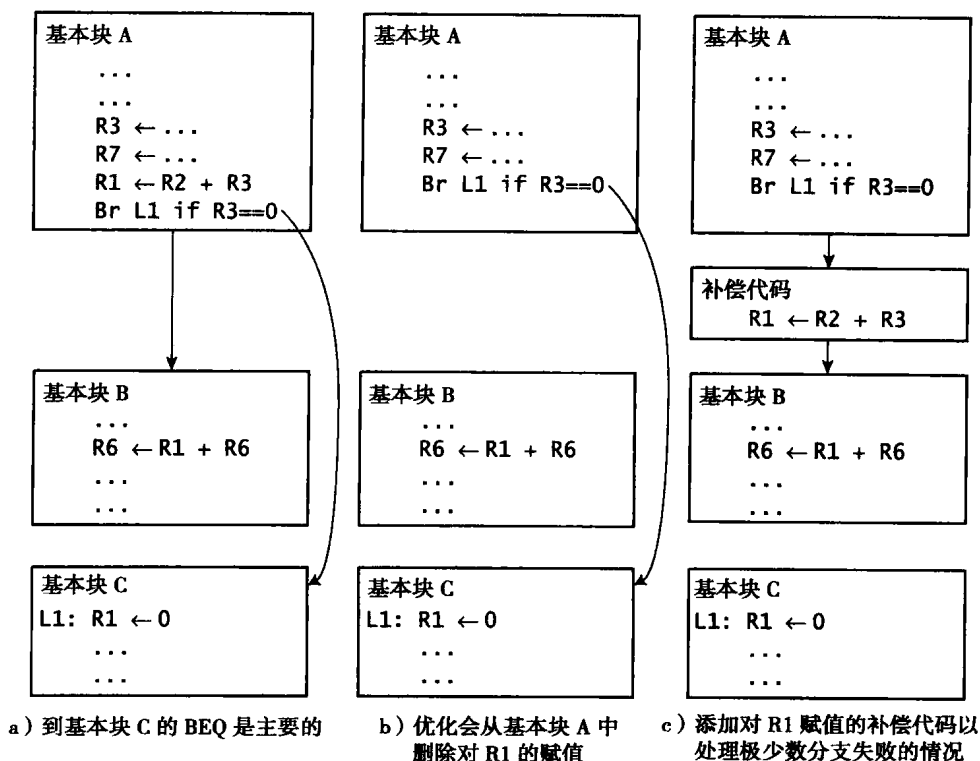 基本块 A
...
...
R3 ← ...
R7 ← ...
R1 ← R2 + R3
Br L1 if R3==0
基本块 B
...
R6 ← R1 + R6
...
...
基本块 C
L1: R1 ← 0
...
...
a）到基本块 C 的 BEQ 是主要的
基本块 A
...
...
R3 ← ...
R7 ← ...
Br L1 if R3==0
基本块 B
...
R6 ← R1 + R6
...
...
基本块 C
L1: R1 ← 0
...
...
b）优化会从基本块 A 中
删除对 R1 的赋值
基本块 A
...
...
R3 ← ...
R7 ← ...
Br L1 if R3==0
补偿代码
R1 ← R2 + R3
基本块 B
...
R6 ← R1 + R6
...
...
基本块 C
L1: R1 ← 0
...
...
c）添加对 R1 赋值的补偿代码以
处理极少数分支失败的情况